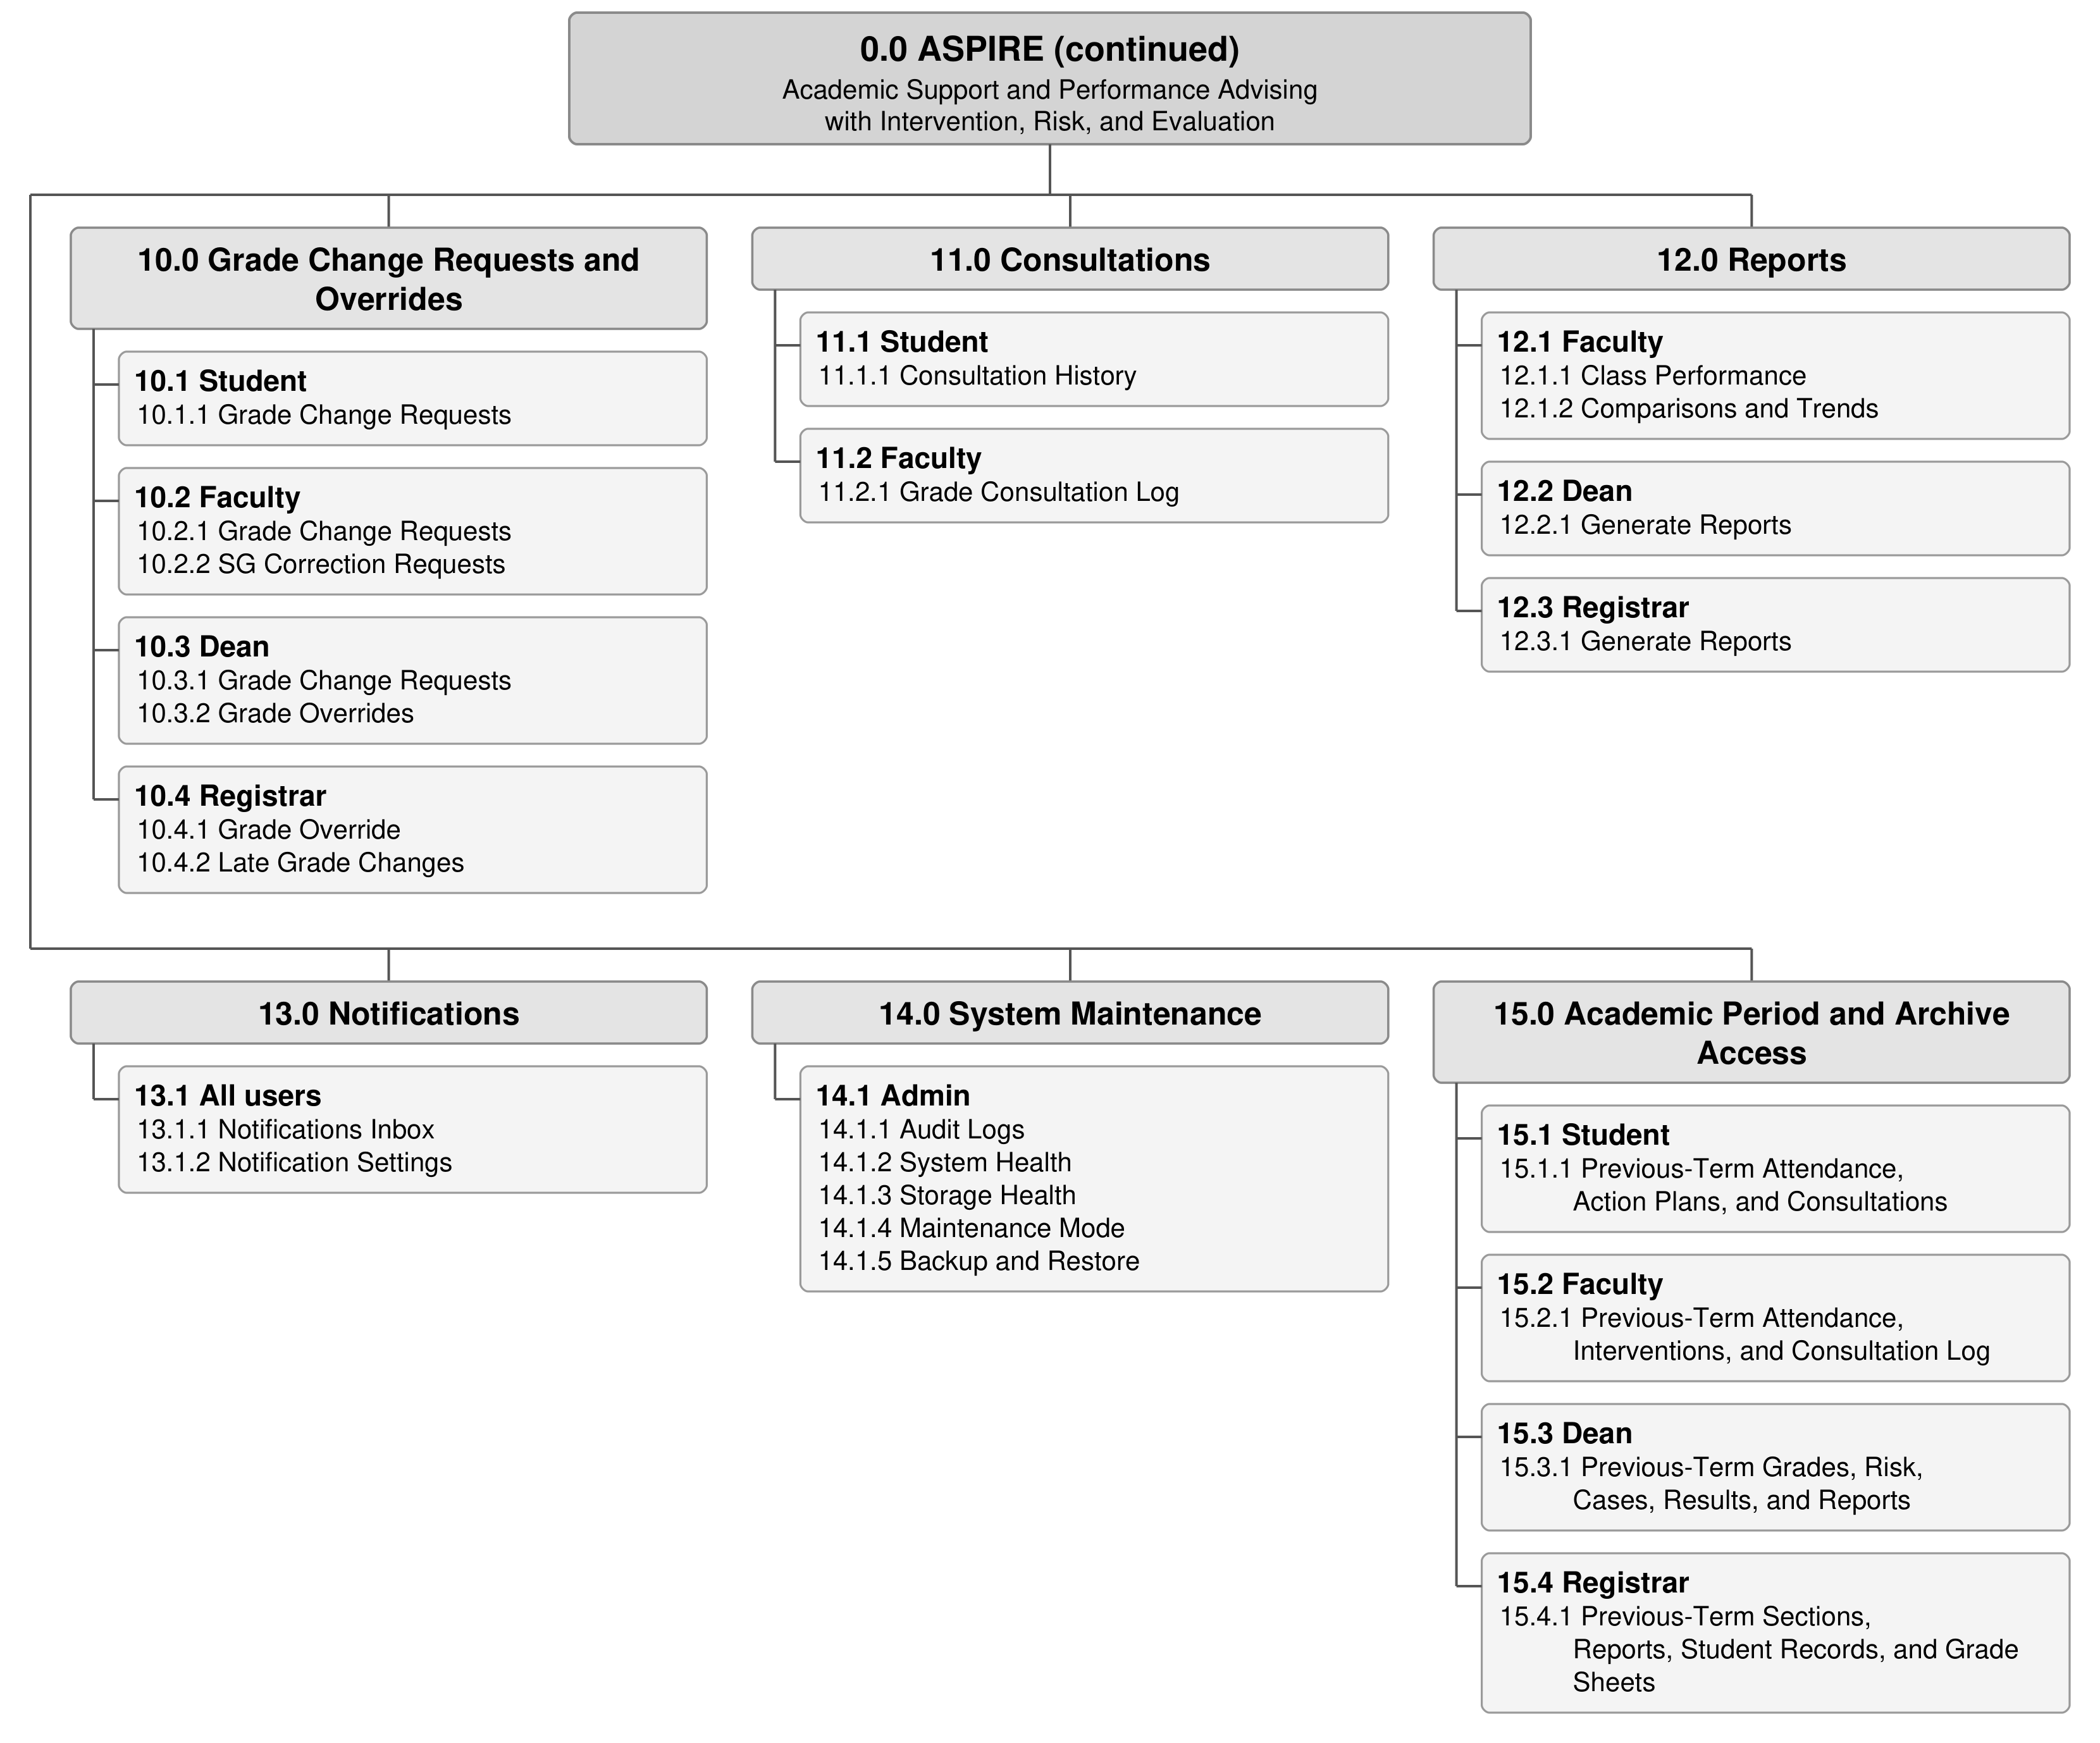 0.0 ASPIRE (continued)
Academic Support and Performance Advising
with Intervention, Risk, and Evaluation
10.0 Grade Change Requests and
Overrides
10.1 Student
10.1.1 Grade Change Requests
10.2 Faculty
10.2.1 Grade Change Requests
10.2.2 SG Correction Requests
10.3 Dean
10.3.1 Grade Change Requests
10.3.2 Grade Overrides
10.4 Registrar
10.4.1 Grade Override
10.4.2 Late Grade Changes
11.0 Consultations
11.1 Student
11.1.1 Consultation History
11.2 Faculty
11.2.1 Grade Consultation Log
12.0 Reports
12.1 Faculty
12.1.1 Class Performance
12.1.2 Comparisons and Trends
12.2 Dean
12.2.1 Generate Reports
12.3 Registrar
12.3.1 Generate Reports
13.0 Notifications
13.1 All users
13.1.1 Notifications Inbox
13.1.2 Notification Settings
14.0 System Maintenance
14.1 Admin
14.1.1 Audit Logs
14.1.2 System Health
14.1.3 Storage Health
14.1.4 Maintenance Mode
14.1.5 Backup and Restore
15.0 Academic Period and Archive
Access
15.1 Student
15.1.1 Previous-Term Attendance,
Action Plans, and Consultations
15.2 Faculty
15.2.1 Previous-Term Attendance,
Interventions, and Consultation Log
15.3 Dean
15.3.1 Previous-Term Grades, Risk,
Cases, Results, and Reports
15.4 Registrar
15.4.1 Previous-Term Sections,
Reports, Student Records, and Grade
Sheets